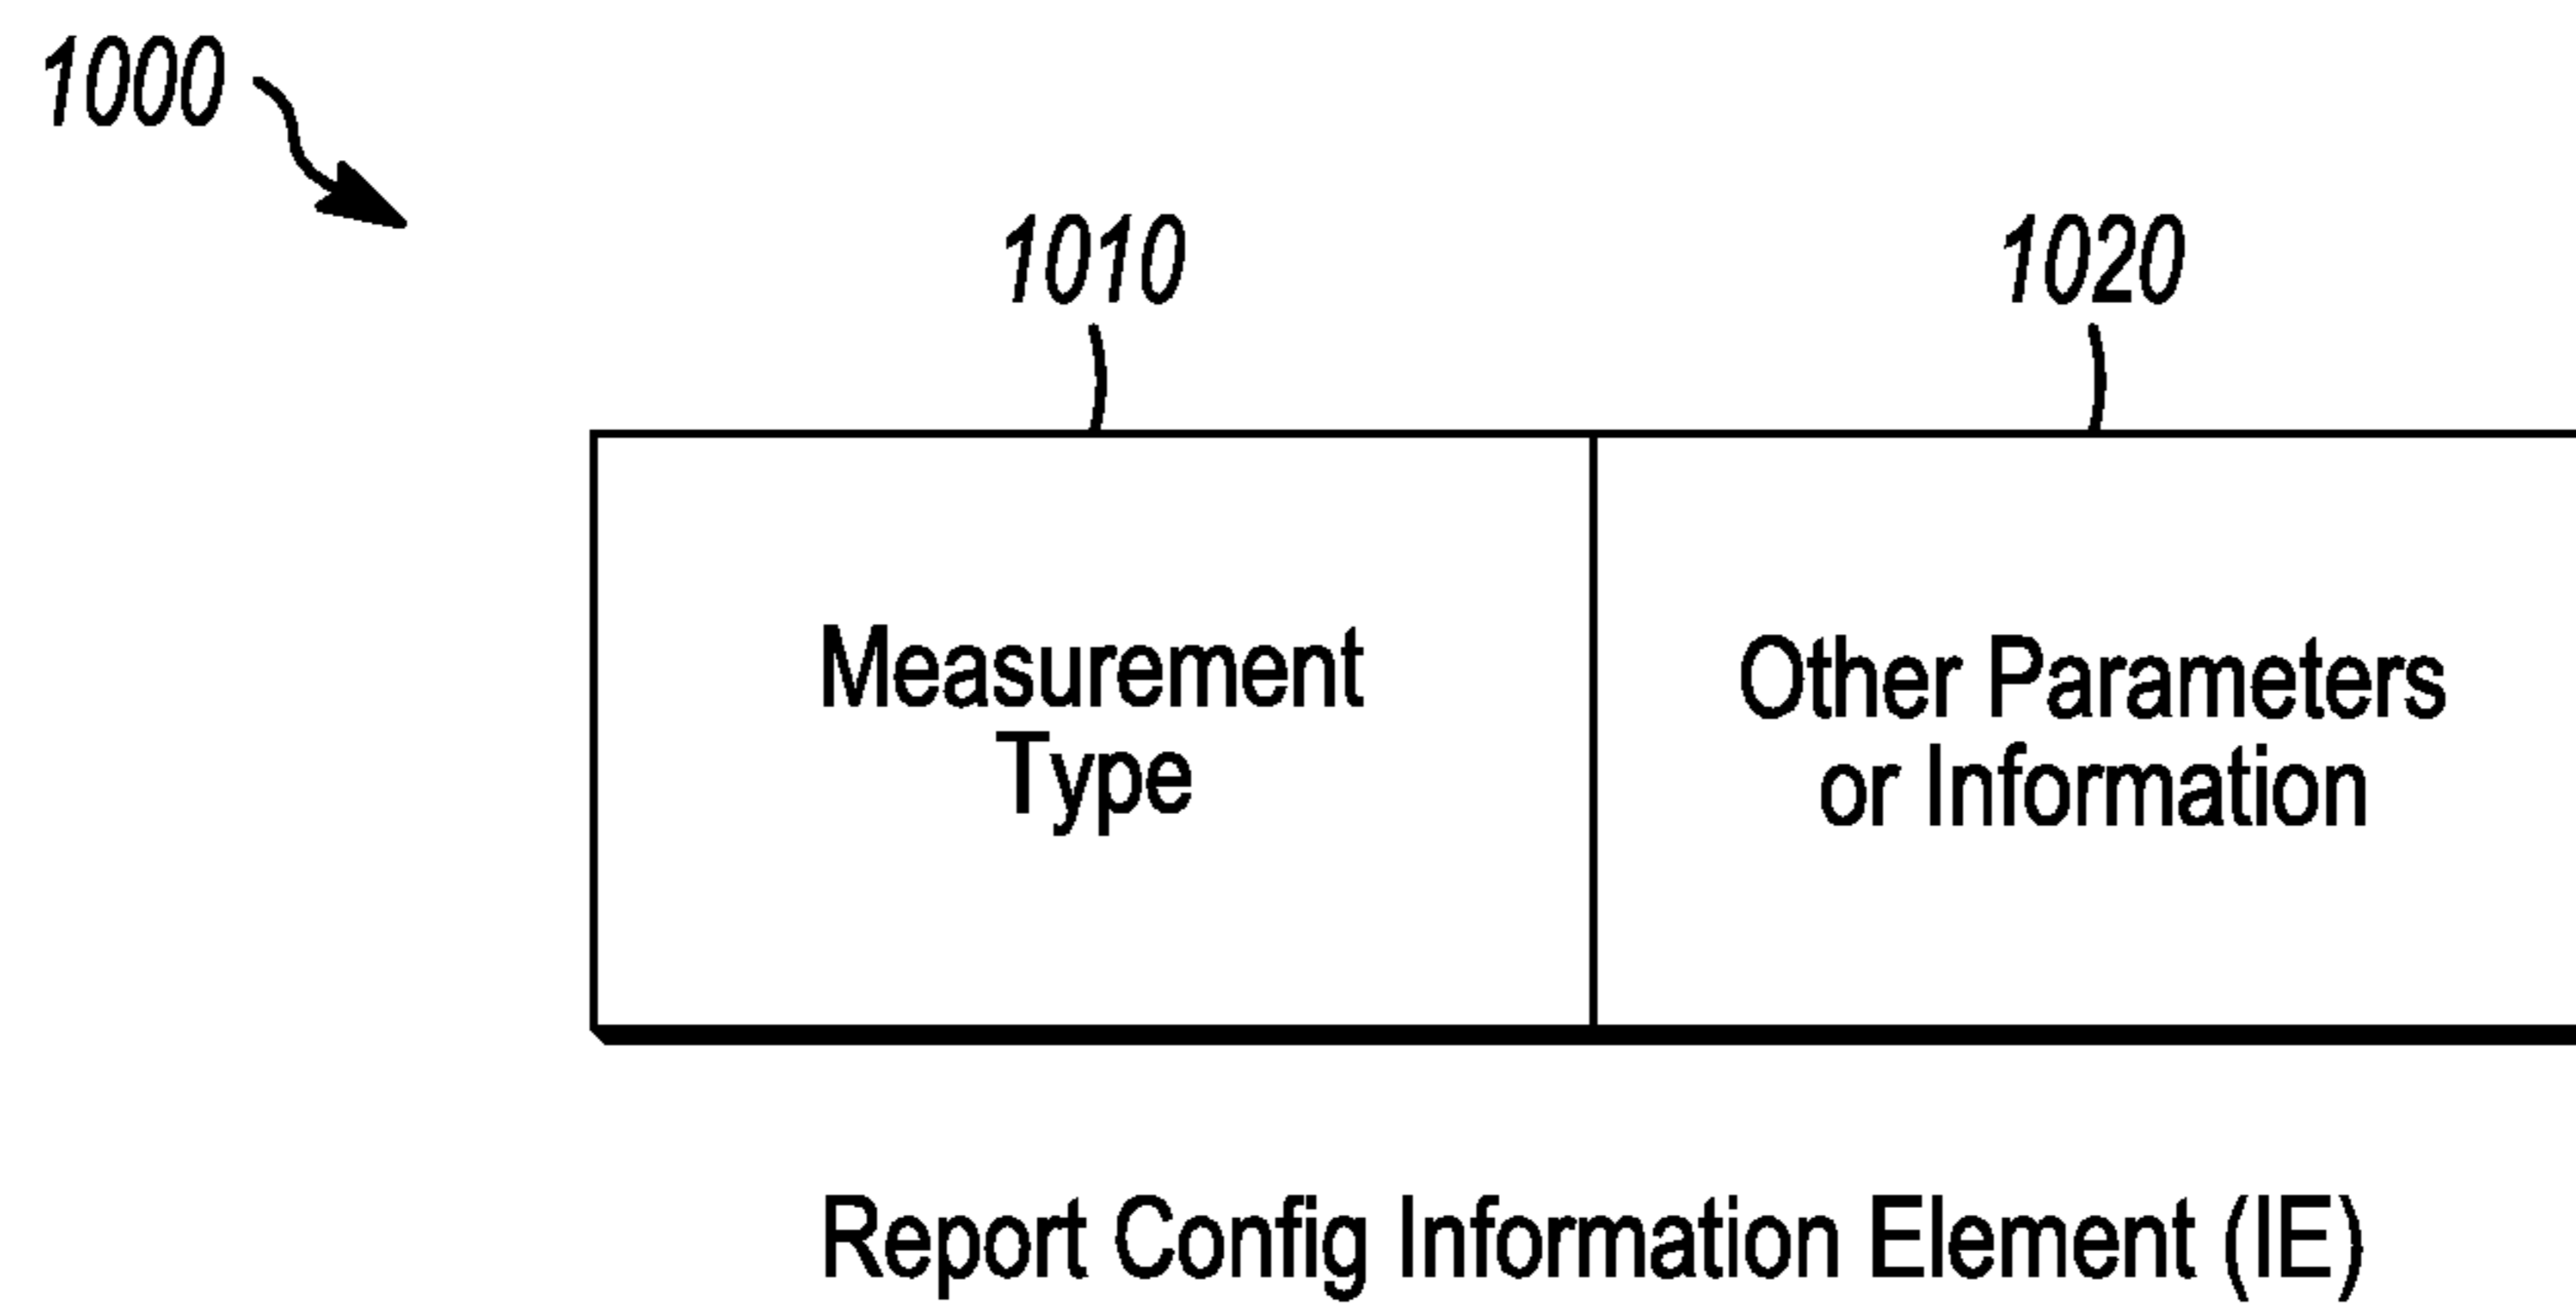 1000
1010
1020
Measurement
Type
Other Parameters
or Information
Report Config Information Element (IE)